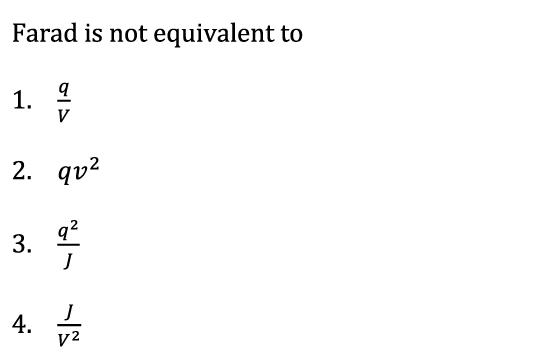 Farad is not equivalent to
1. q/V
2. qv²
3. q²/J
4. J/V²